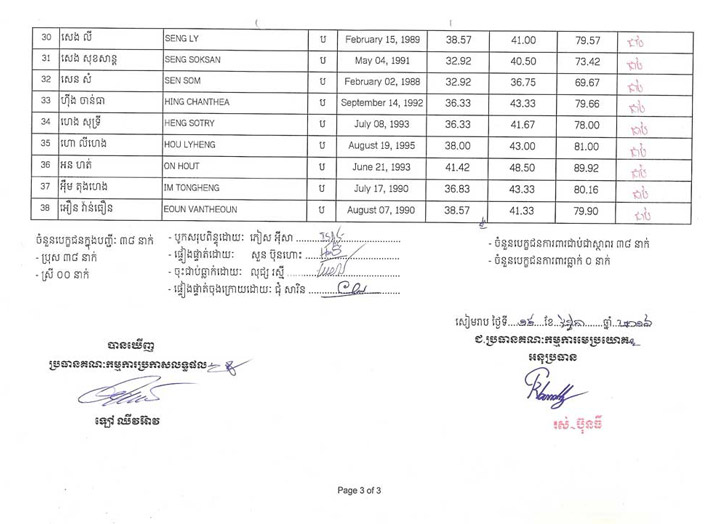 30 សេង លី SENG LY ប February 15, 1989 38.57 41.00 79.57 ជាប់
31 សេង សុខសាន្ត SENG SOKSAN ប May 04, 1991 32.92 40.50 73.42 ជាប់
32 សេន សំ SEN SOM ប February 02, 1988 32.92 36.75 69.67 ជាប់
33 ហ៊ីង ចាន់ធា HING CHANTHEA ប September 14, 1992 36.33 43.33 79.66 ជាប់
34 ហេង សុទ្រី HENG SOTRY ប July 08, 1993 36.33 41.67 78.00 ជាប់
35 ហោ លីហេង HOU LYHENG ប August 19, 1995 38.00 43.00 81.00 ជាប់
36 អន ហត់ ON HOUT ប June 21, 1993 41.42 48.50 89.92 ជាប់
37 អ៊ឹម តុងហេង IM TONGHENG ប July 17, 1990 36.83 43.33 80.16 ជាប់
38 អឿន វ៉ាន់ធឿន EOUN VANTHEOUN ប August 07, 1990 38.57 41.33 79.90 ជាប់
ចំនួនបេក្ខជនក្នុងបញ្ជី: ៣៨ នាក់
- ប្រុស ៣៨ នាក់
- ស្រី ០០ នាក់
- បូកសរុបពិន្ទុដោយ: កឿស អ៊ីសា
- ផ្ទៀងផ្ទាត់ដោយ: សួន ប៊ុនហោះ
- ចុះជាប់ធ្លាក់ដោយ: លុជ្ស រស្មី
- ផ្ទៀងផ្ទាត់ចុងក្រោយដោយ: ជុំ សារិន
- ចំនួនបេក្ខជនការពារជាប់ជាស្ថាពរ ៣៨ នាក់
- ចំនួនបេក្ខជនការពារធ្លាក់ ០ នាក់
សៀមរាប ថ្ងៃទី ខែ ឆ្នាំ
ជ.ប្រធានគណៈកម្មការមេប្រយោគ
អនុប្រធាន
រស់ ប៊ុនធី
បានឃើញ
ប្រធានគណៈកម្មការប្រកាសលទ្ធផល
ឡៅ ឈីវអ៊ាវ
Page 3 of 3